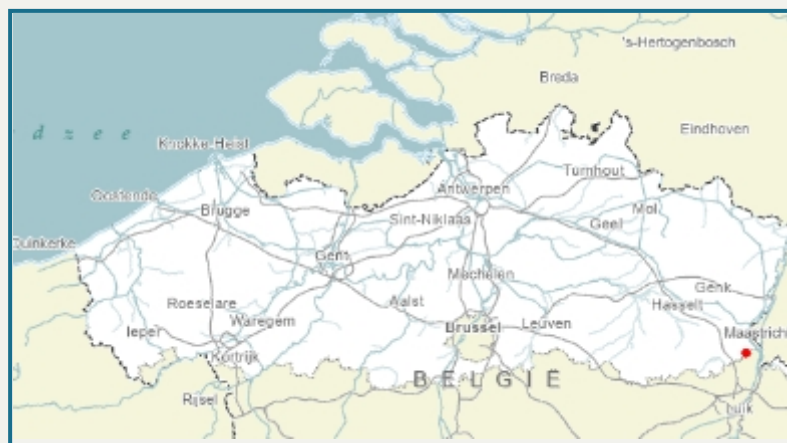 's-Hertogenbosch
Breda
d z e e
Eindhoven
Knokke-Heist
Turnhout
Antwerpen
Oostende
Mol
Brugge
Sint-Niklaas
Geel
Duinkerke
Gent
Mechelen
Genk
Roeselare
Aalst
Hasselt
Waregem
Brussel
Leuven
Ieper
Maastrich
Kortrijk
BELGIË
Rijsel
Luik